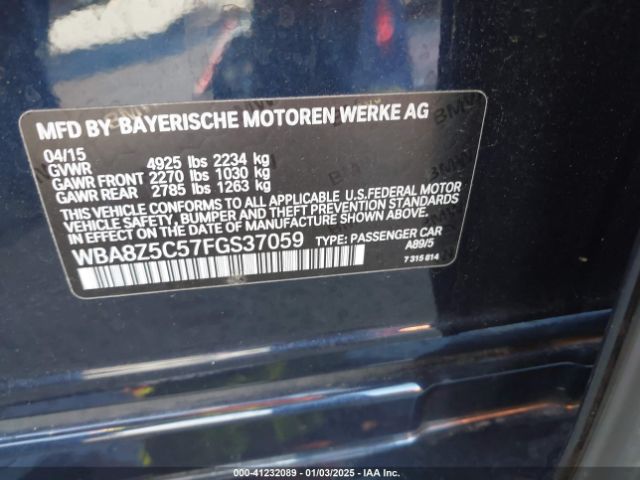 MFD BY BAYERISCHE MOTOREN WERKE AG
04/15
GVWR 4925 lbs 2234 kg
GAWR FRONT 2270 lbs 1030 kg
GAWR REAR 2785 lbs 1263 kg
THIS VEHICLE CONFORMS TO ALL APPLICABLE U.S.FEDERAL MOTOR
VEHICLE SAFETY, BUMPER AND THEFT PREVENTION STANDARDS
IN EFFECT ON THE DATE OF MANUFACTURE SHOWN ABOVE.
WBA8Z5C57FGS37059 TYPE: PASSENGER CAR
A89/5
7 315 814
000-41232089 - 01/03/2025 - IAA Inc.